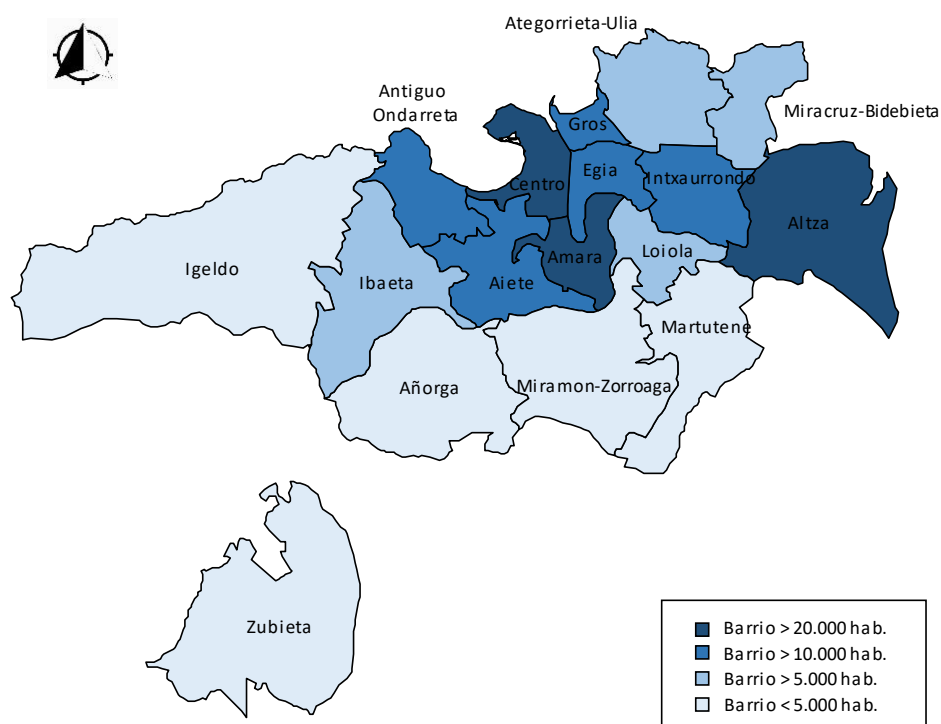 Ategorrieta-Ulia
Antiguo
Ondarreta
Miracruz-Bidebieta
Gros
Egia
Intxaurrondo
Centro
Altza
Igeldo
Ibaeta
Aiete
Amara
Loiola
Martutene
Añorga
Miramon-Zorroaga
Zubieta
Barrio > 20.000 hab.
Barrio > 10.000 hab.
Barrio > 5.000 hab.
Barrio < 5.000 hab.